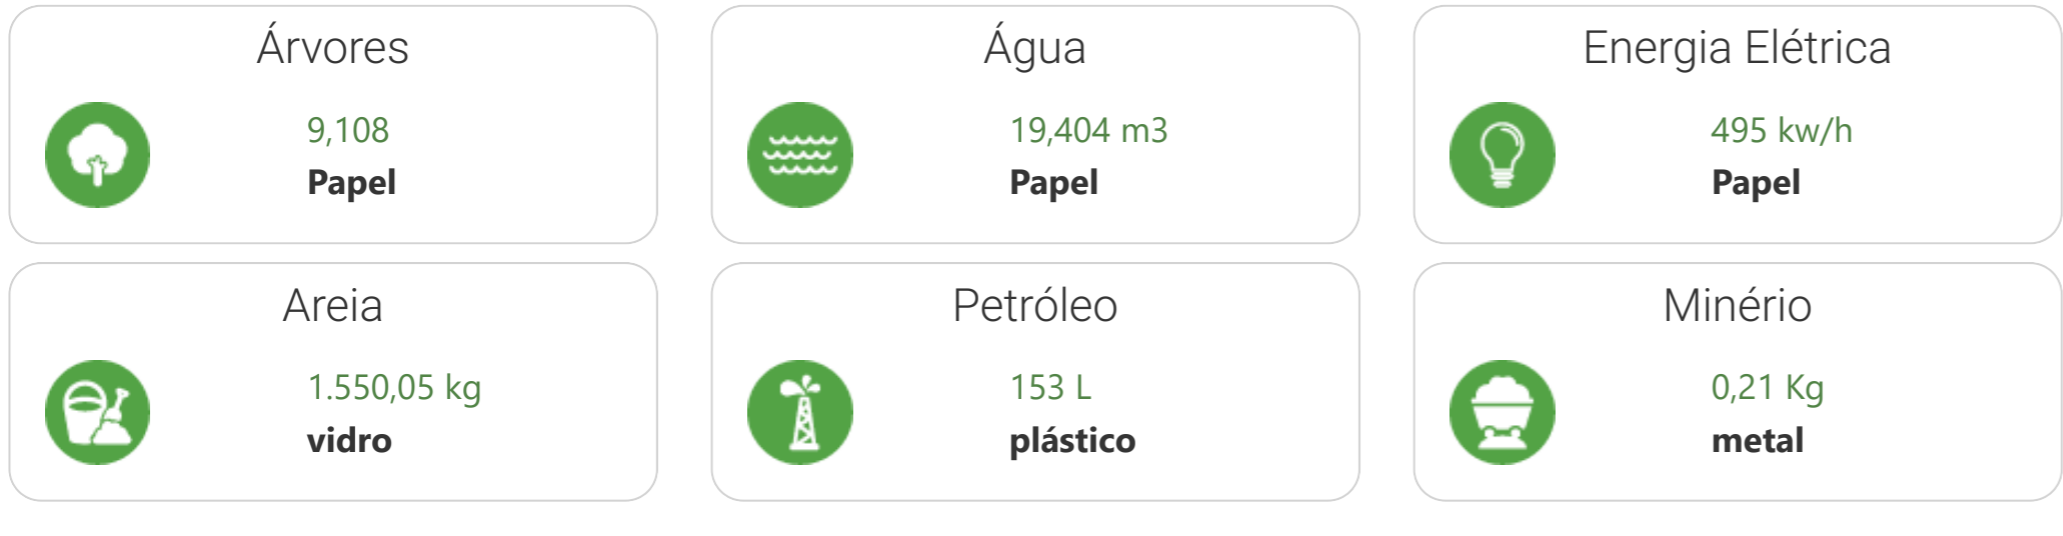 Árvores
9,108
Papel
Água
19,404 m3
Papel
Energia Elétrica
495 kw/h
Papel
Areia
1.550,05 kg
vidro
Petróleo
153 L
plástico
Minério
0,21 Kg
metal